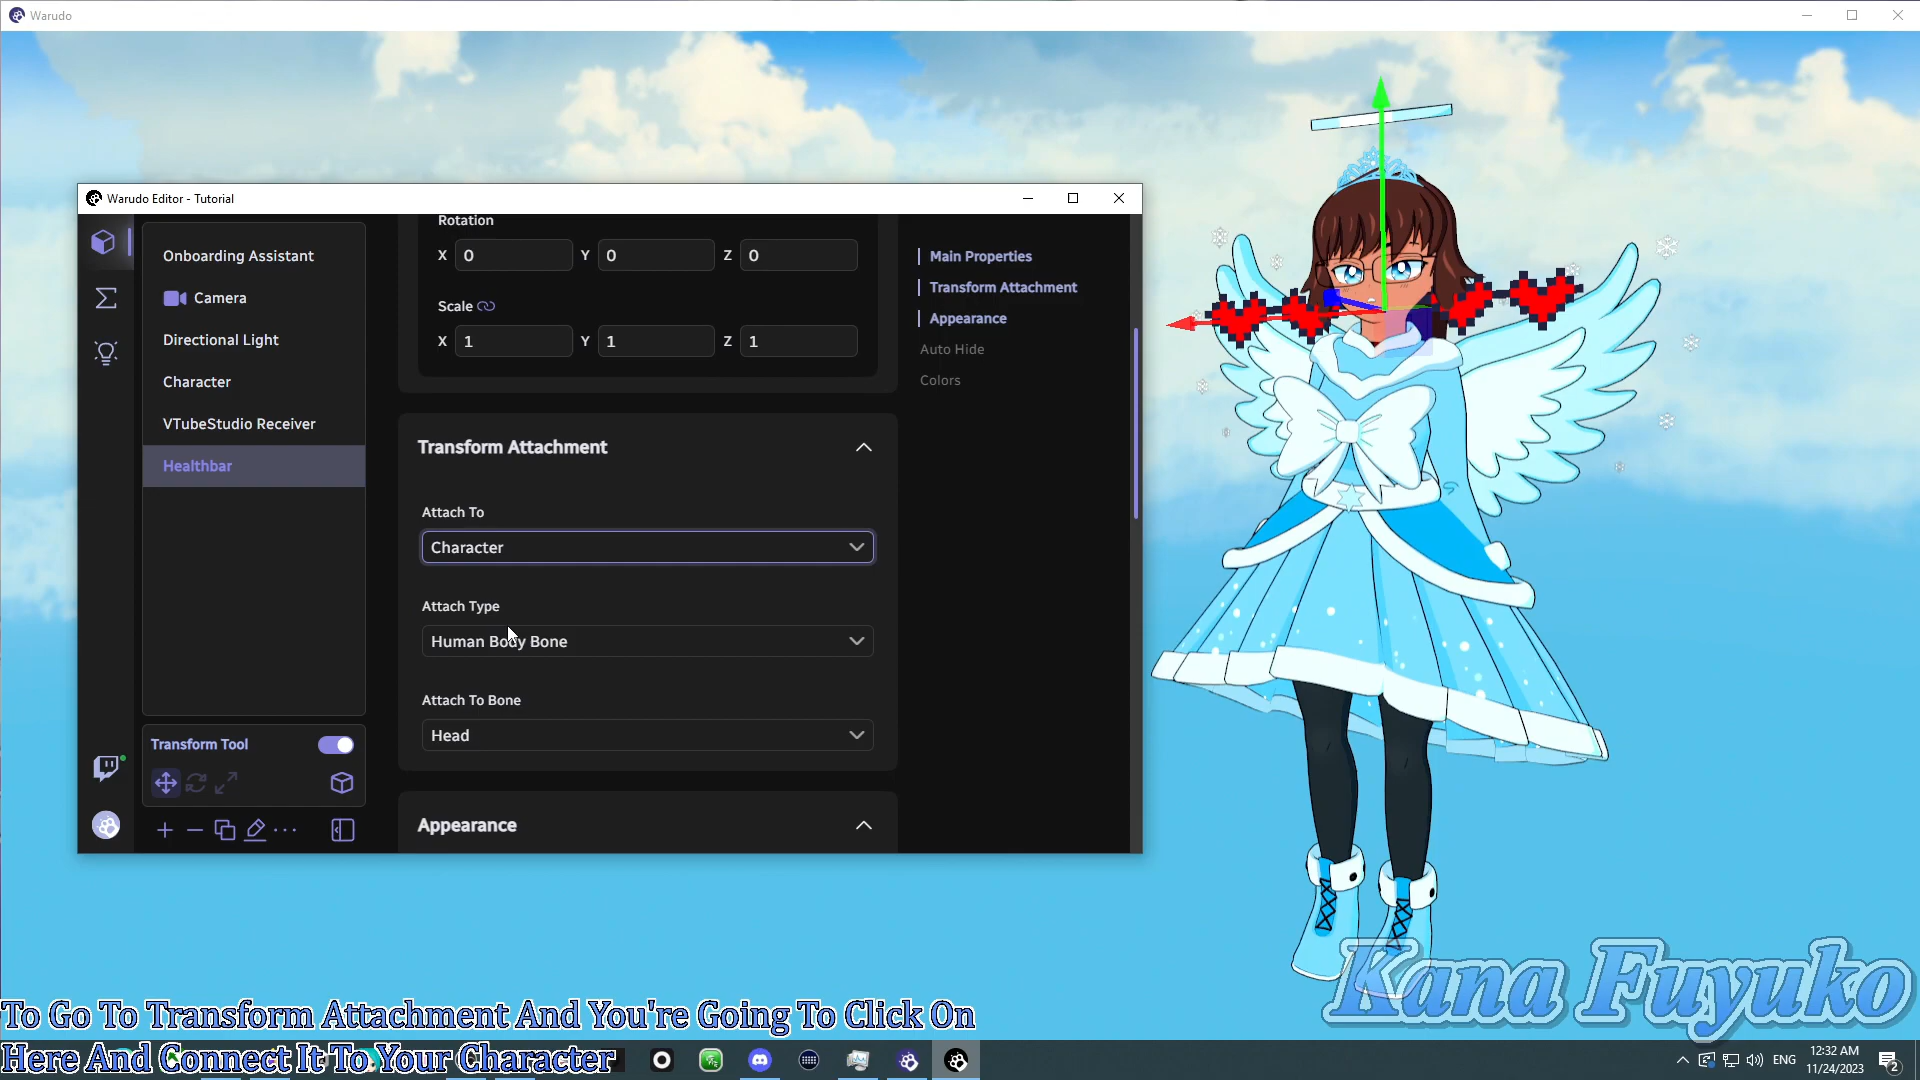 Warudo
Warudo Editor - Tutorial
Onboarding Assistant
Camera
Directional Light
Character
VTubeStudio Receiver
Healthbar
Transform Tool
Rotation
X 0 Y 0 Z 0
Scale
X 1 Y 1 Z 1
Transform Attachment
Attach To
Character
Attach Type
Human Body Bone
Attach To Bone
Head
Appearance
Main Properties
Transform Attachment
Appearance
Auto Hide
Colors
Kana Fuyuko
To Go To Transform Attachment And You're Going To Click On
Here And Connect It To Your Character
ENG
12:32 AM
11/24/2023
2